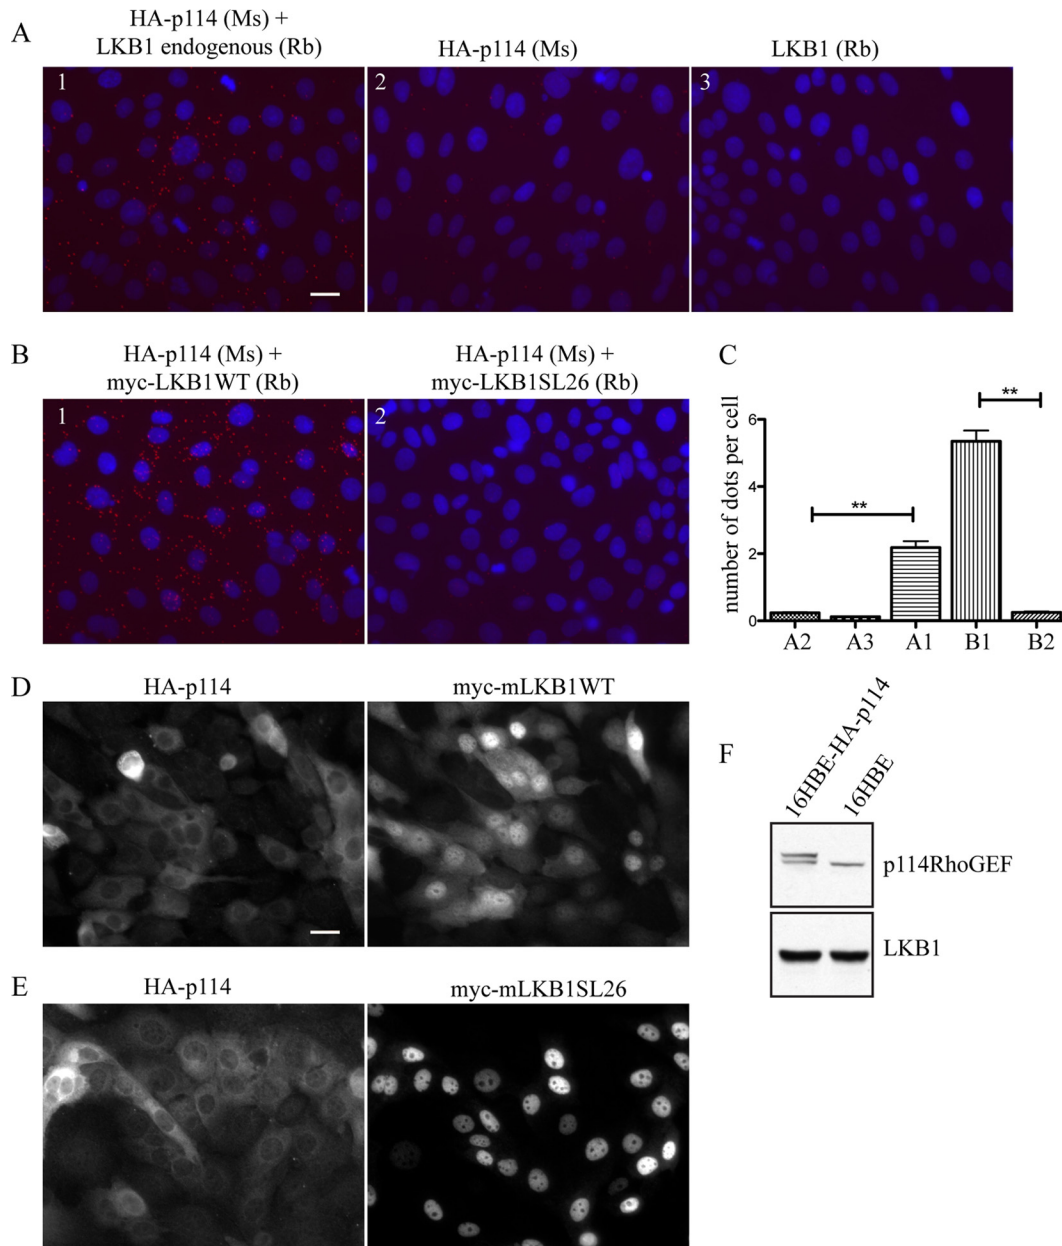 A
HA-p114 (Ms) +
LKB1 endogenous (Rb)
HA-p114 (Ms)
LKB1 (Rb)
1
2
3
B
HA-p114 (Ms) +
myc-LKB1WT (Rb)
HA-p114 (Ms) +
myc-LKB1SL26 (Rb)
1
2
C
number of dots per cell
6
4
2
0
**
**
A2 A3 A1 B1 B2
D
HA-p114
myc-mLKB1WT
E
HA-p114
myc-mLKB1SL26
F
16HBE-HA-p114
16HBE
p114RhoGEF
LKB1